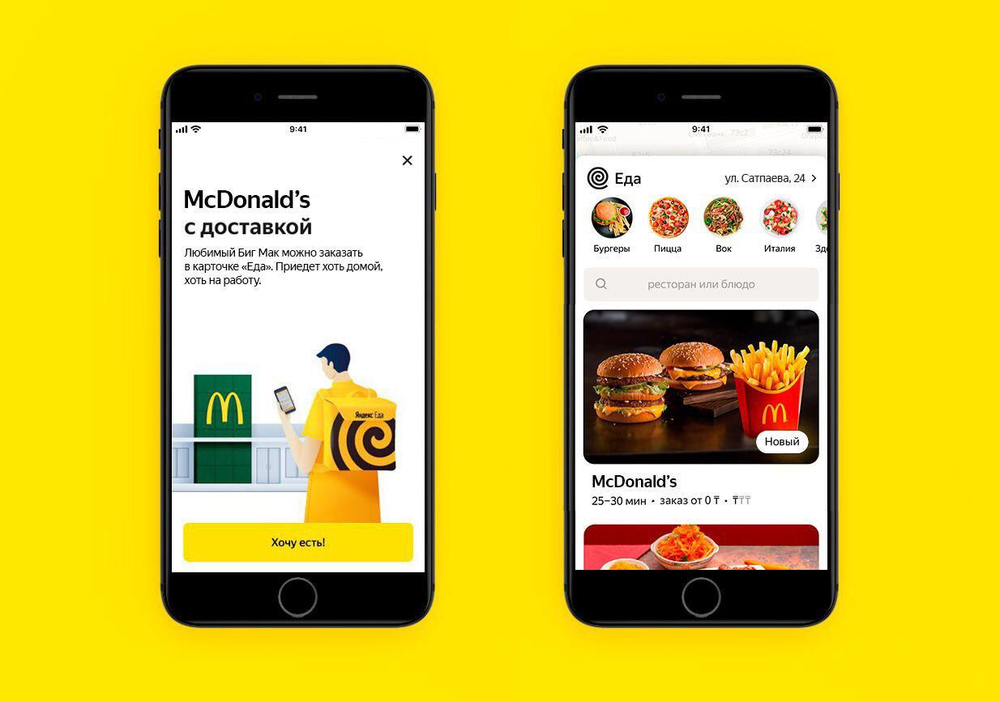 9:41
McDonald's
с доставкой
Любимый Биг Мак можно заказать
в карточке «Еда». Приедет хоть домой,
хоть на работу.
Яндекс Еда
Хочу есть!
9:41
73с2
73с24
Еда
ул. Сатпаева, 24
Бургеры
Пицца
Вок
Италия
ресторан или блюдо
Новый
McDonald's
25–30 мин • заказ от 0 ₸ • ₸₸₸